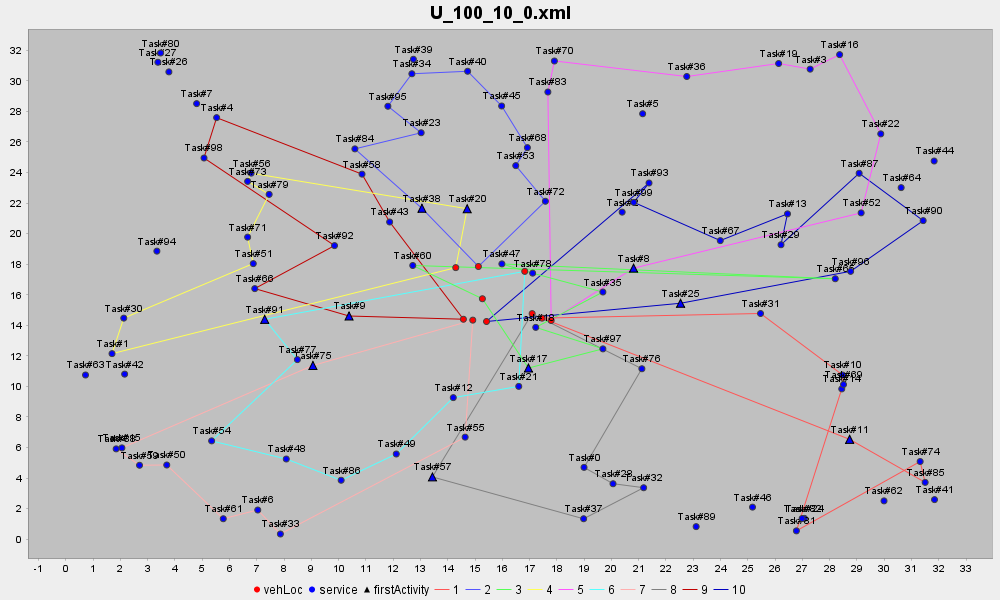 U_100_10_0.xml
32
30
28
26
24
22
20
18
16
14
12
10
8
6
4
2
0
Task#80
Task#27
Task#26
Task#7
Task#4
Task#98
Task#56
Task#73
Task#79
Task#71
Task#51
Task#94
Task#92
Task#66
Task#30
Task#91
Task#9
Task#1
Task#63
Task#42
Task#77
Task#75
Task#54
Task#50
Task#48
Task#86
Task#61
Task#6
Task#33
Task#39
Task#34
Task#40
Task#95
Task#45
Task#23
Task#84
Task#68
Task#53
Task#58
Task#38
Task#20
Task#72
Task#43
Task#60
Task#47
Task#78
Task#35
Task#18
Task#17
Task#97
Task#21
Task#12
Task#55
Task#49
Task#57
Task#76
Task#0
Task#28
Task#32
Task#37
Task#70
Task#83
Task#36
Task#19
Task#3
Task#16
Task#5
Task#22
Task#44
Task#87
Task#64
Task#93
Task#99
Task#13
Task#52
Task#90
Task#67
Task#29
Task#8
Task#96
Task#25
Task#31
Task#10
Task#14
Task#11
Task#74
Task#85
Task#41
Task#62
Task#46
Task#89
Task#81
-1 0 1 2 3 4 5 6 7 8 9 10 11 12 13 14 15 16 17 18 19 20 21 22 23 24 25 26 27 28 29 30 31 32 33
vehLoc service firstActivity 1 2 3 4 5 6 7 8 9 10